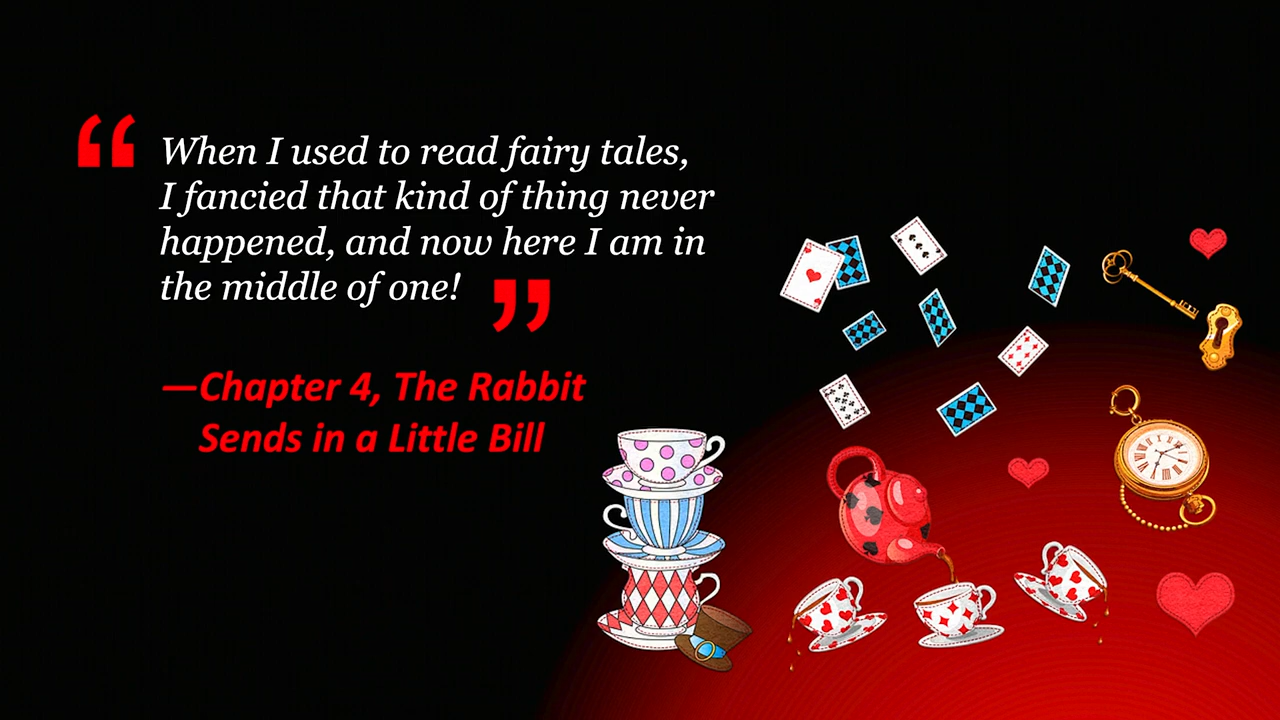 “When I used to read fairy tales,
I fancied that kind of thing never
happened, and now here I am in
the middle of one!”
—Chapter 4, The Rabbit
Sends in a Little Bill